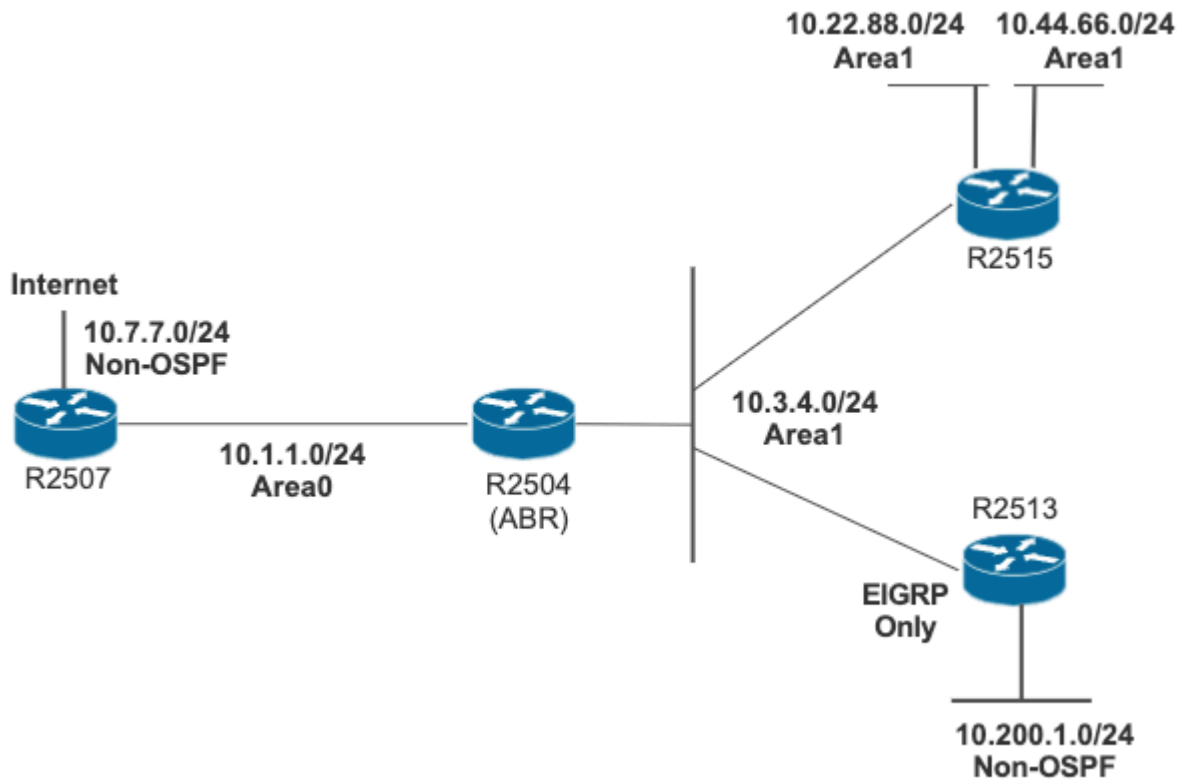 10.22.88.0/24
Area1
10.44.66.0/24
Area1
R2515
Internet
10.7.7.0/24
Non-OSPF
R2507
10.1.1.0/24
Area0
R2504
(ABR)
10.3.4.0/24
Area1
R2513
EIGRP
Only
10.200.1.0/24
Non-OSPF